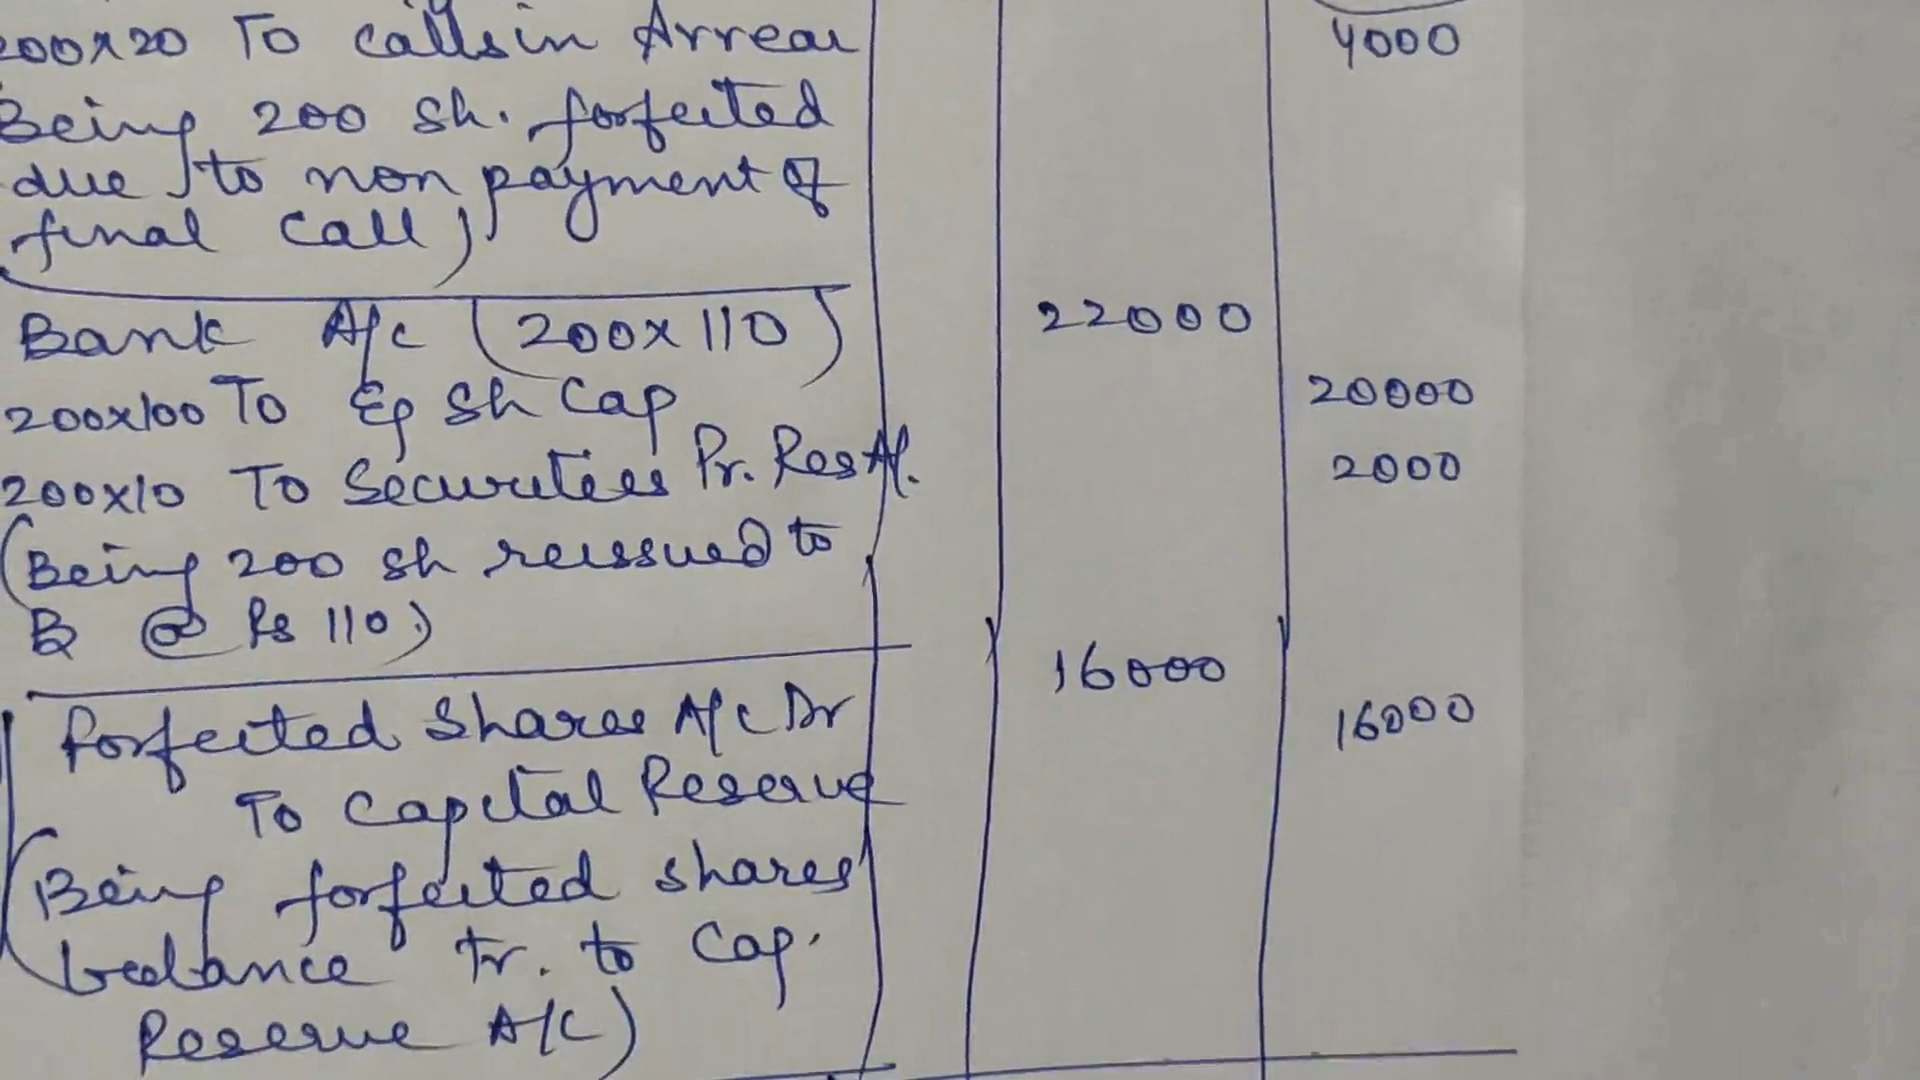 200x20 To calls in Arrear 4000
Being 200 sh. forfeited
due to non payment of
final call)
Bank A/c (200x110) 22000
200x100 To Eq Sh Cap 20000
200x10 To Securities Pr. Res A/. 2000
(Being 200 sh reissued to
B @ Rs 110.)
Forfeited Shares A/c Dr 16000
To Capital Reserve 16000
(Being forfeited shares
balance Tr. to Cap.
Reserve A/C)